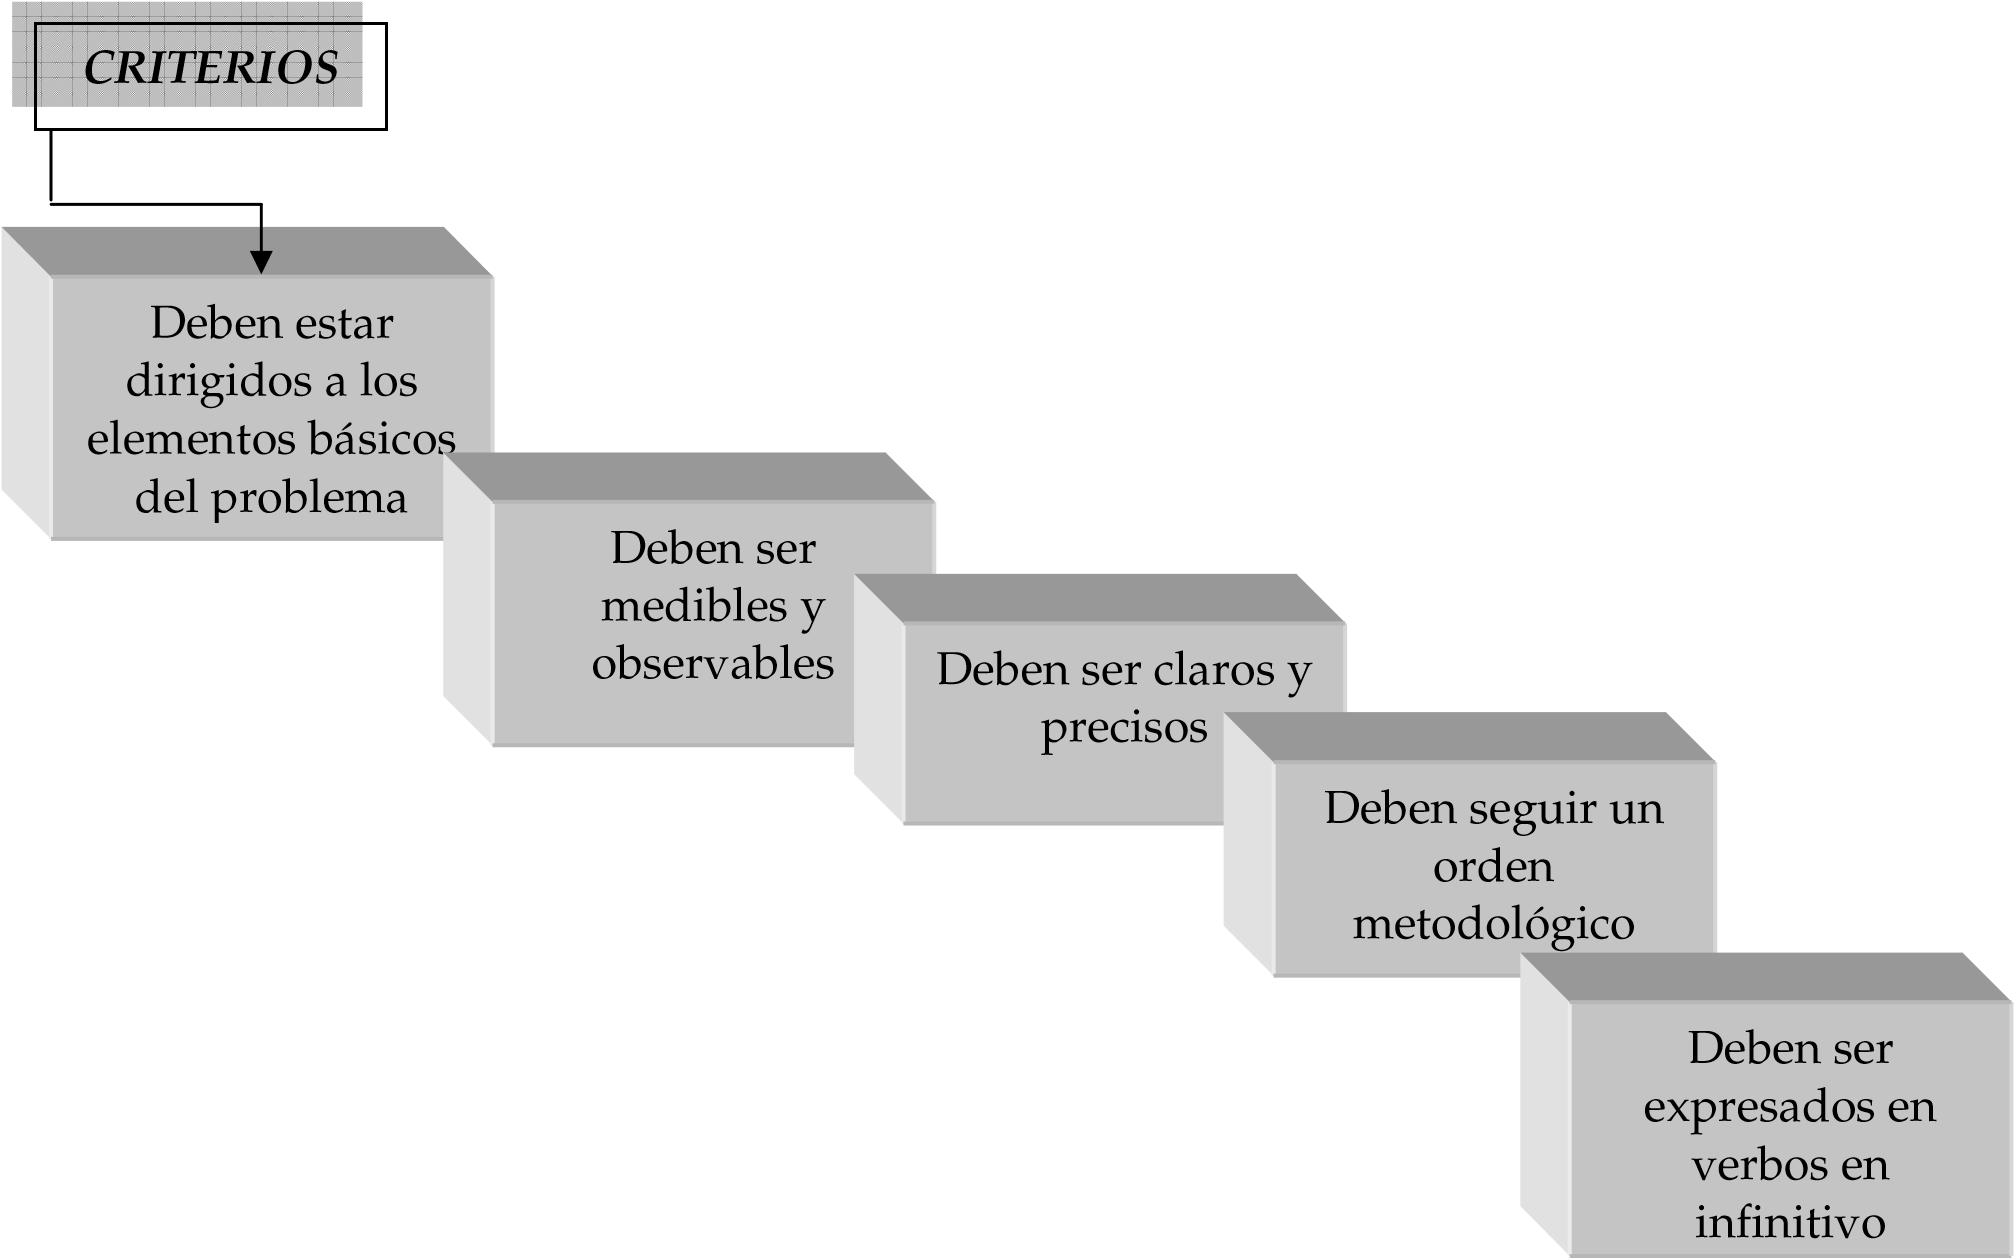 CRITERIOS
Deben estar
dirigidos a los
elementos básicos
del problema
Deben ser
medibles y
observables
Deben ser claros y
precisos
Deben seguir un
orden
metodológico
Deben ser
expresados en
verbos en
infinitivo